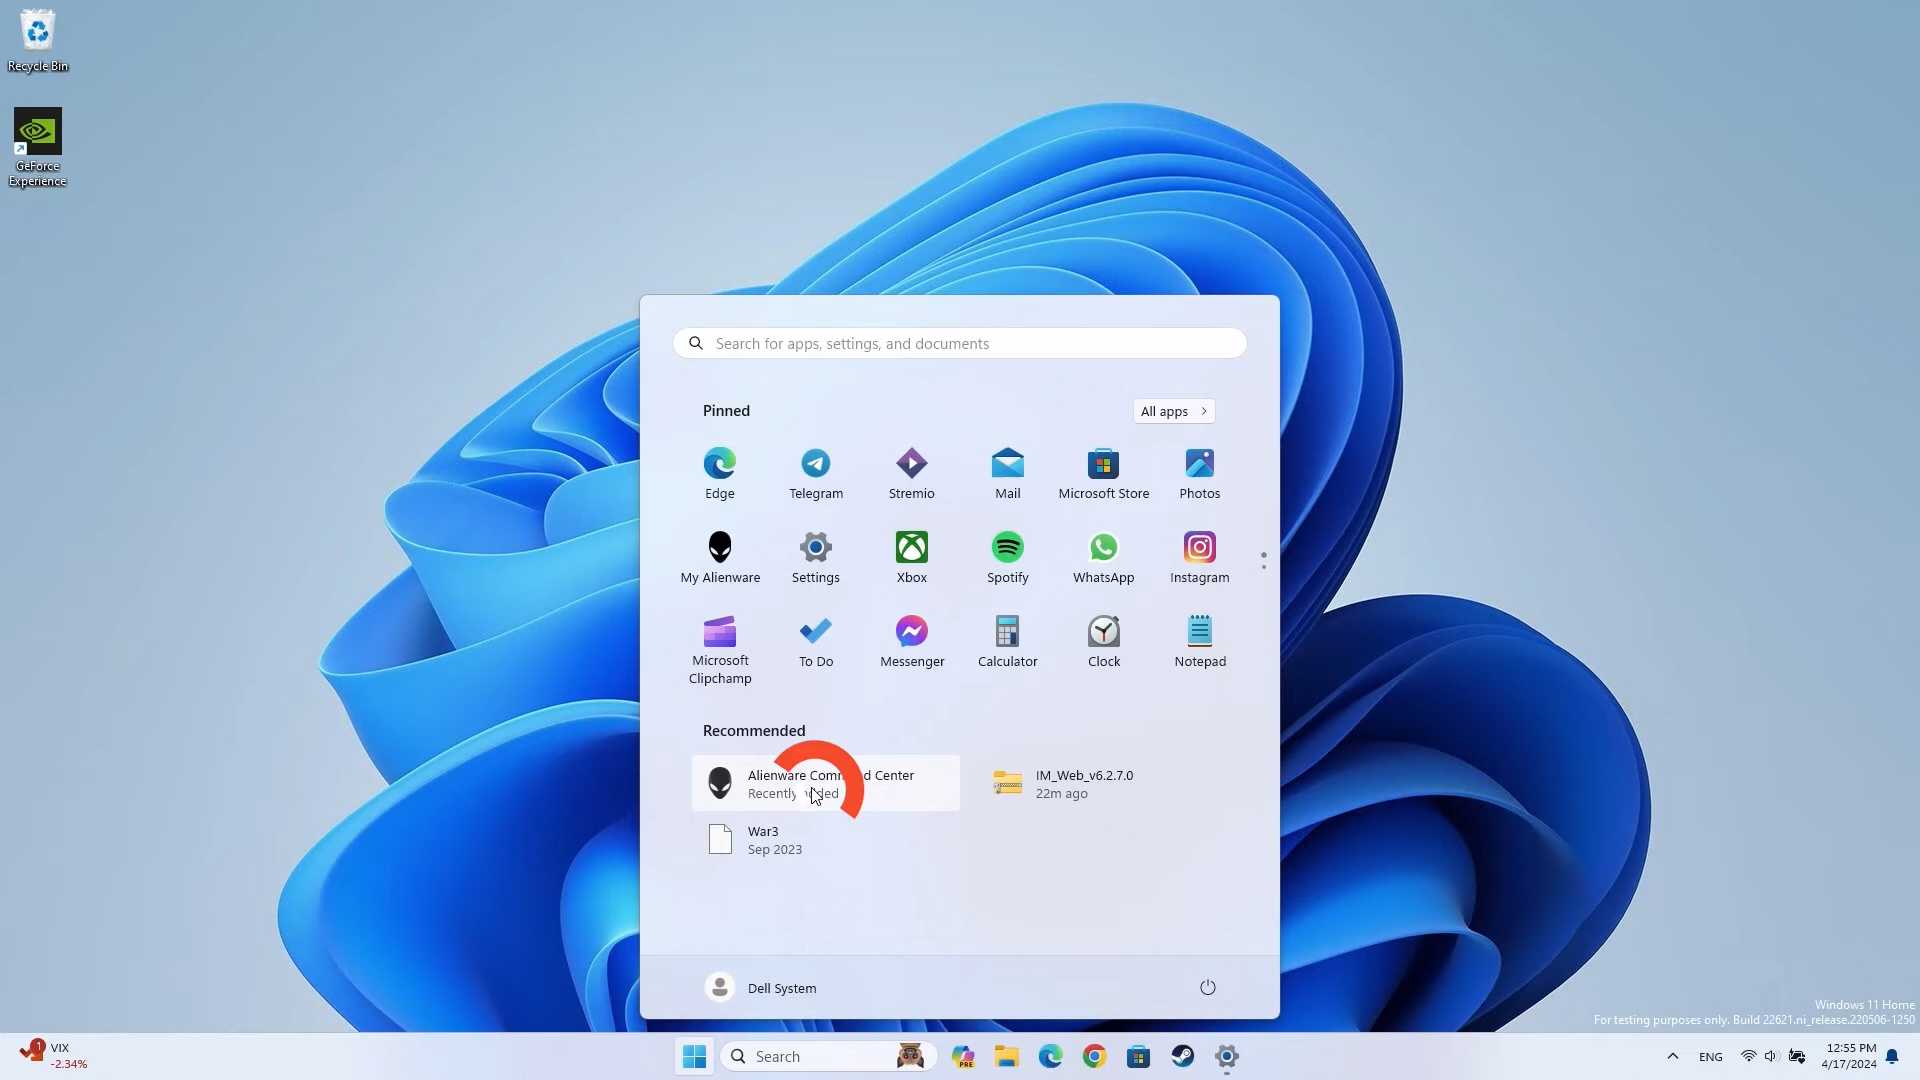 Recycle Bin
GeForce
Experience
Search for apps, settings, and documents
Pinned
All apps
Edge
Telegram
Stremio
Mail
Microsoft Store
Photos
My Alienware
Settings
Xbox
Spotify
WhatsApp
Instagram
Microsoft
Clipchamp
To Do
Messenger
Calculator
Clock
Notepad
Recommended
Alienware Command Center
Recently added
IM_Web_v6.2.7.0
22m ago
War3
Sep 2023
Dell System
Windows 11 Home
For testing purposes only. Build 22621.ni_release.220506-1250
1
VIX
-2.34%
Search
PRE
ENG
12:55 PM
4/17/2024